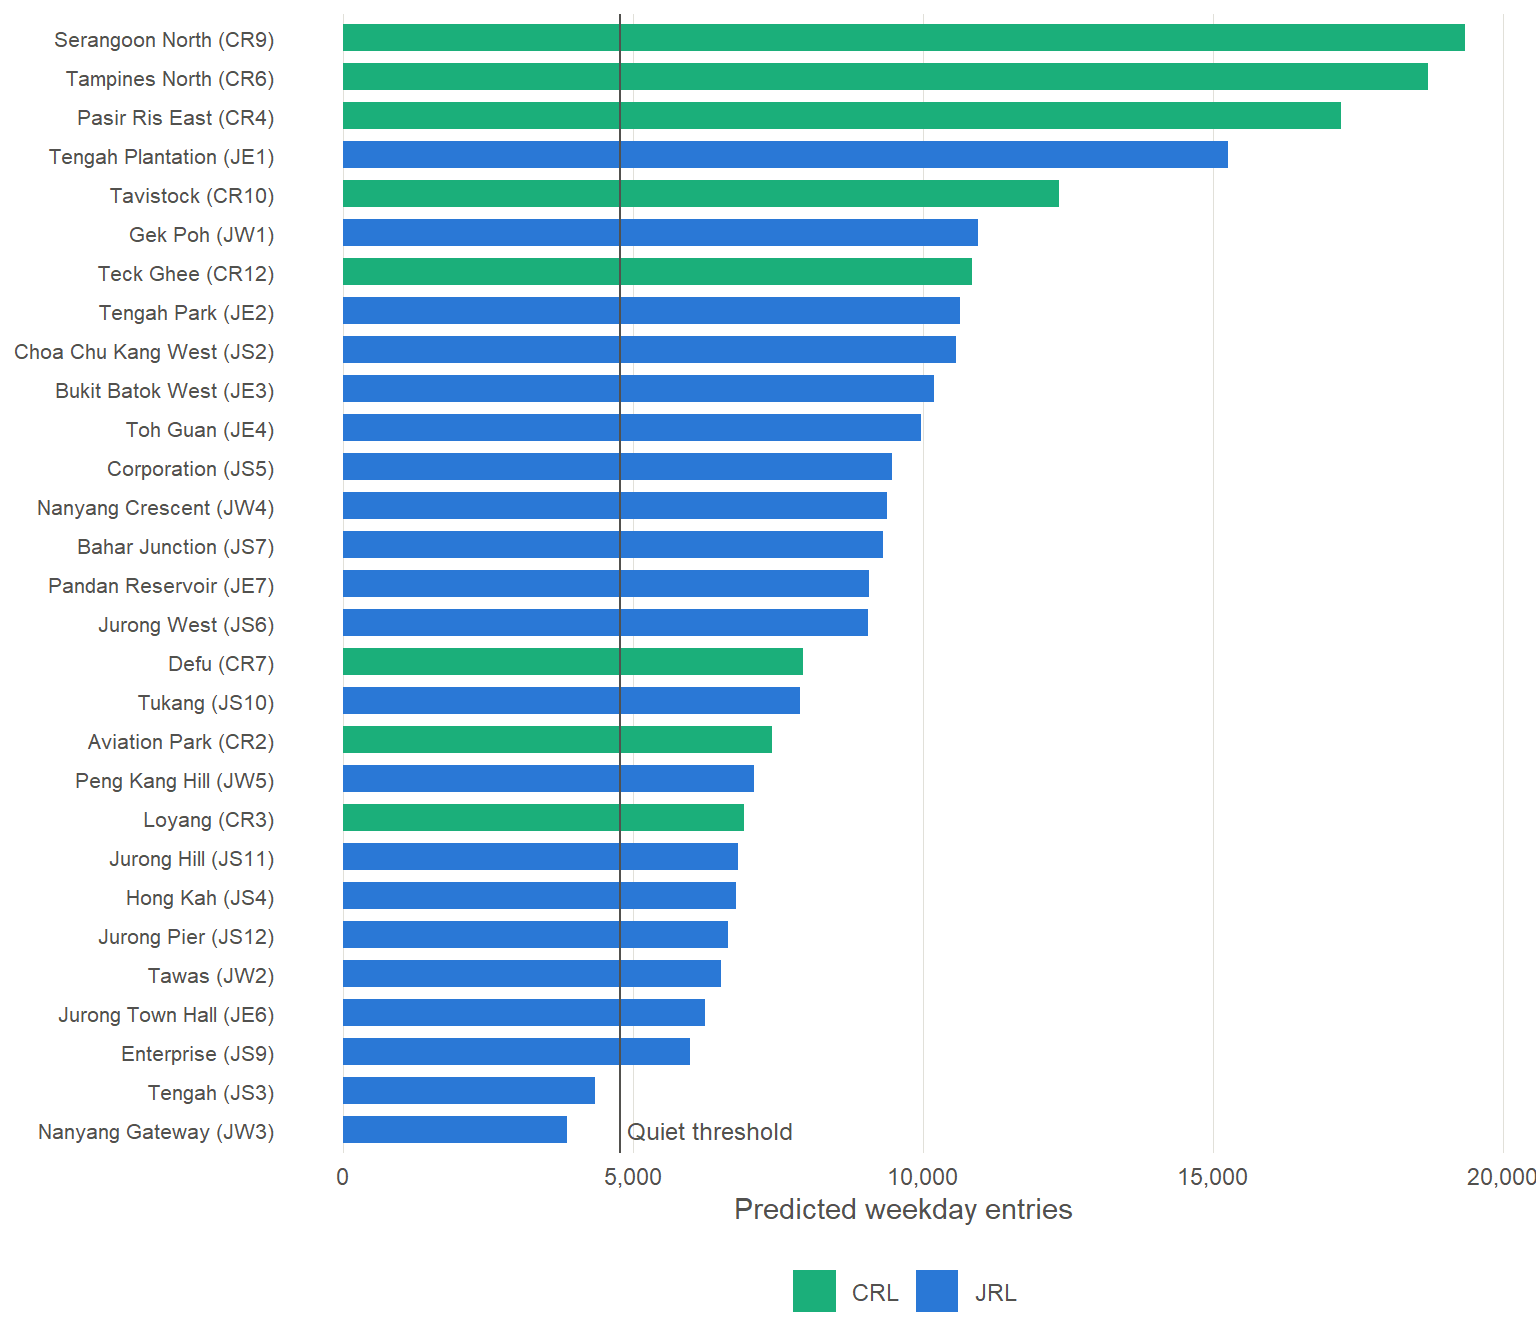 Serangoon North (CR9)
Tampines North (CR6)
Pasir Ris East (CR4)
Tengah Plantation (JE1)
Tavistock (CR10)
Gek Poh (JW1)
Teck Ghee (CR12)
Tengah Park (JE2)
Choa Chu Kang West (JS2)
Bukit Batok West (JE3)
Toh Guan (JE4)
Corporation (JS5)
Nanyang Crescent (JW4)
Bahar Junction (JS7)
Pandan Reservoir (JE7)
Jurong West (JS6)
Defu (CR7)
Tukang (JS10)
Aviation Park (CR2)
Peng Kang Hill (JW5)
Loyang (CR3)
Jurong Hill (JS11)
Hong Kah (JS4)
Jurong Pier (JS12)
Tawas (JW2)
Jurong Town Hall (JE6)
Enterprise (JS9)
Tengah (JS3)
Nanyang Gateway (JW3) Quiet threshold
0 5,000 10,000 15,000 20,000
Predicted weekday entries
CRL JRL